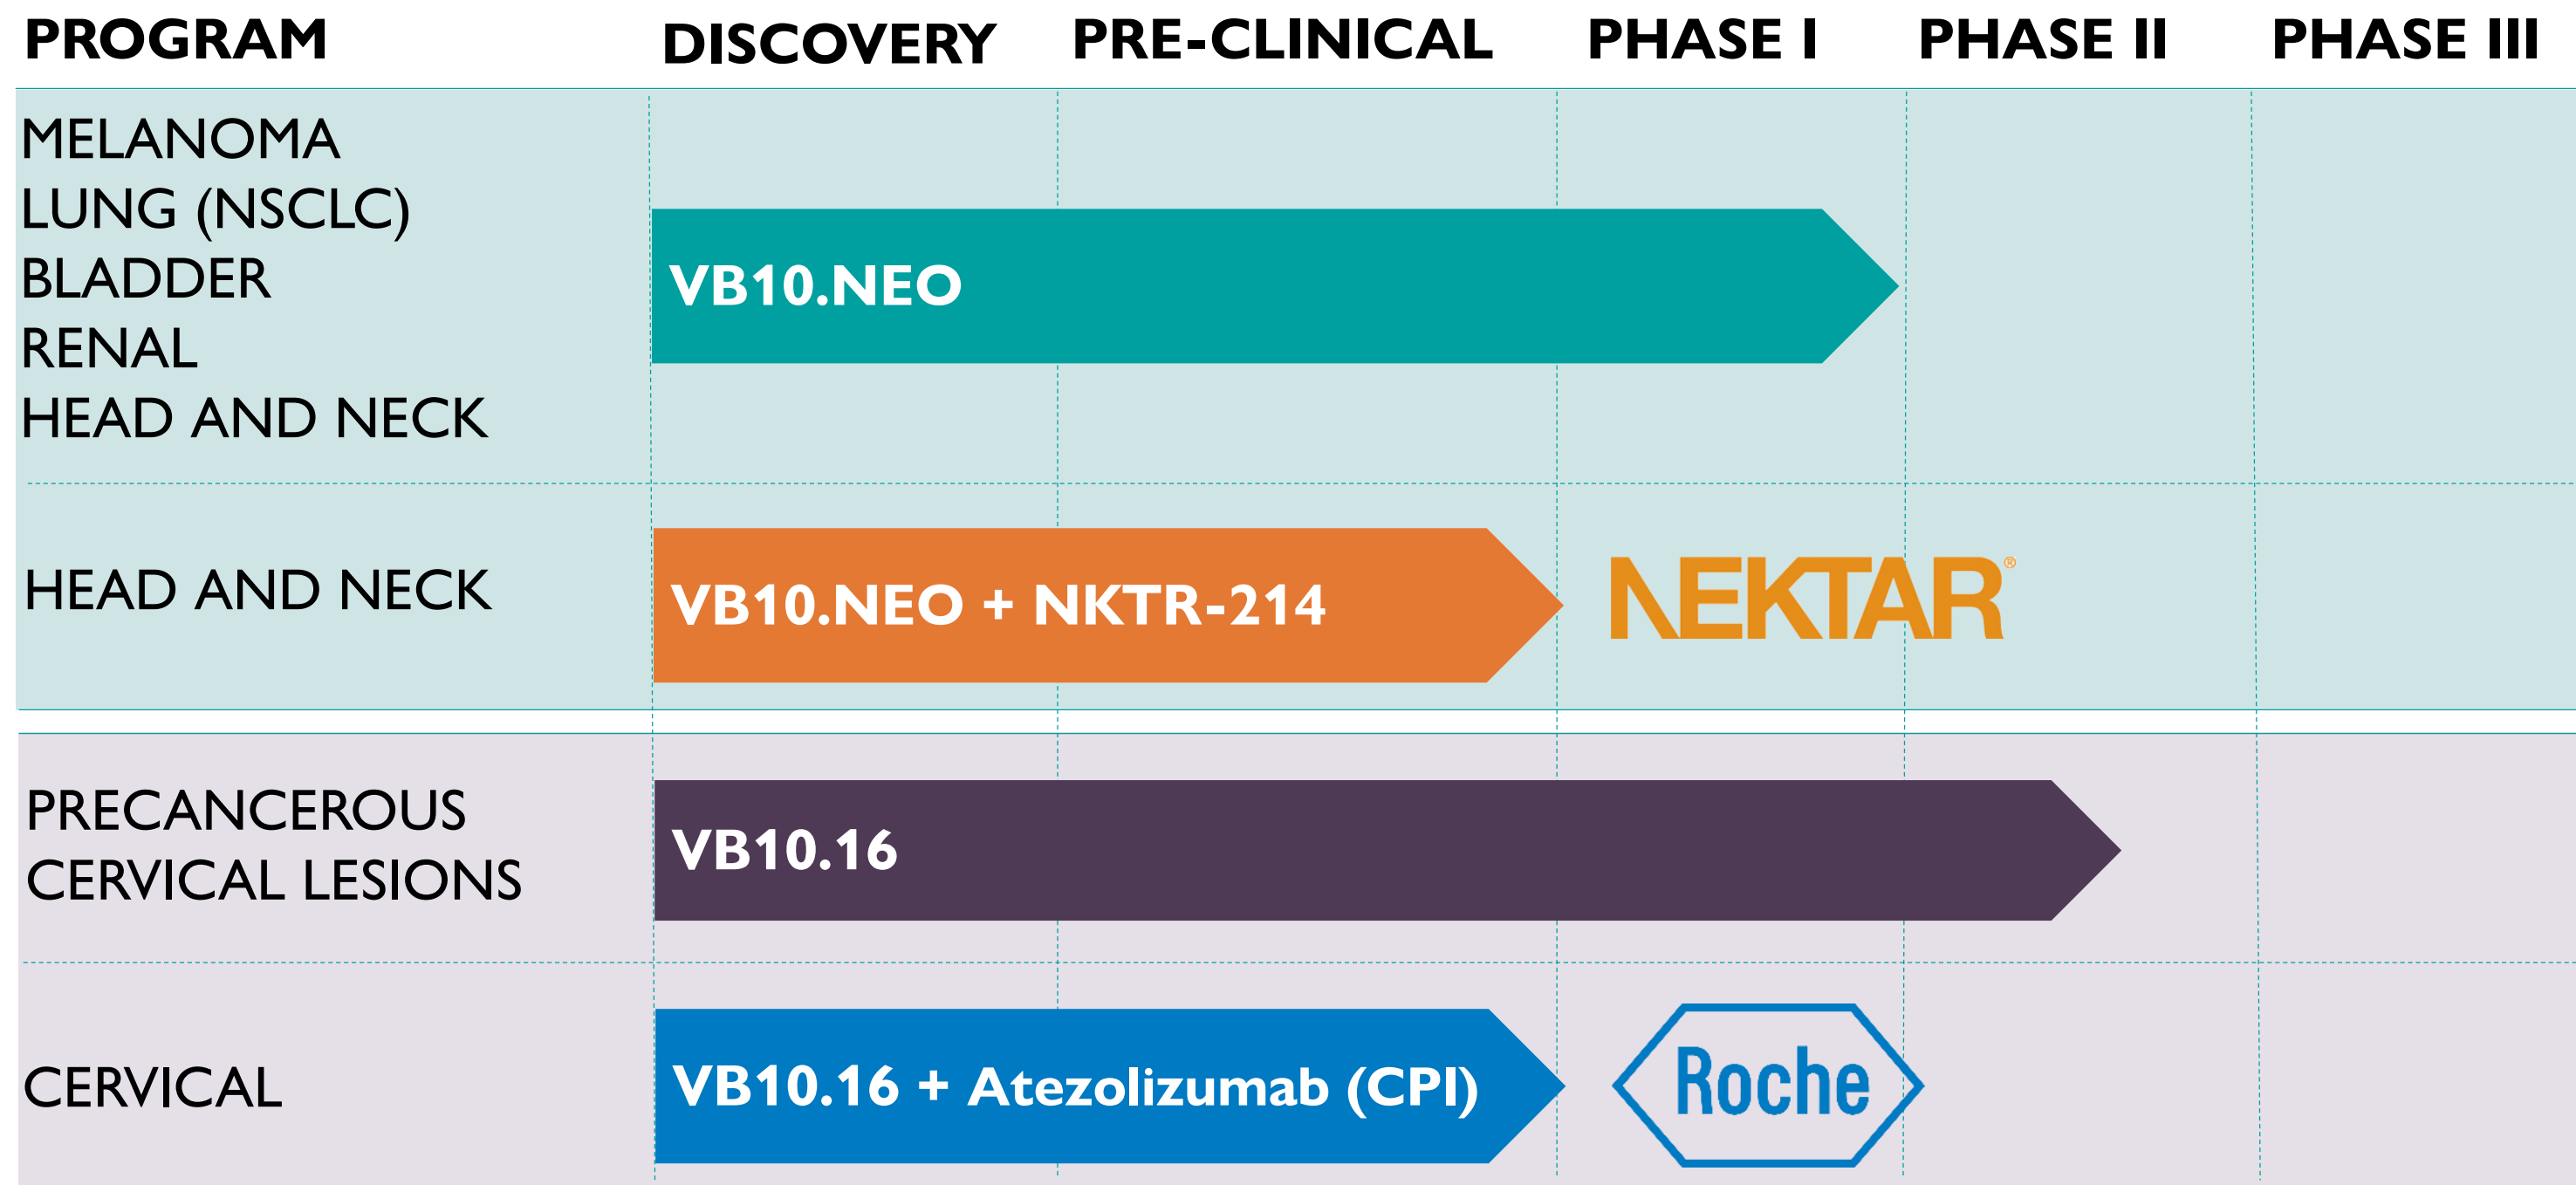 PROGRAM DISCOVERY PRE-CLINICAL PHASE I PHASE II PHASE III
MELANOMA
LUNG (NSCLC)
BLADDER
RENAL
HEAD AND NECK
VB10.NEO
HEAD AND NECK
VB10.NEO + NKTR-214
NEKTAR®
PRECANCEROUS
CERVICAL LESIONS
VB10.16
CERVICAL
VB10.16 + Atezolizumab (CPI)
Roche